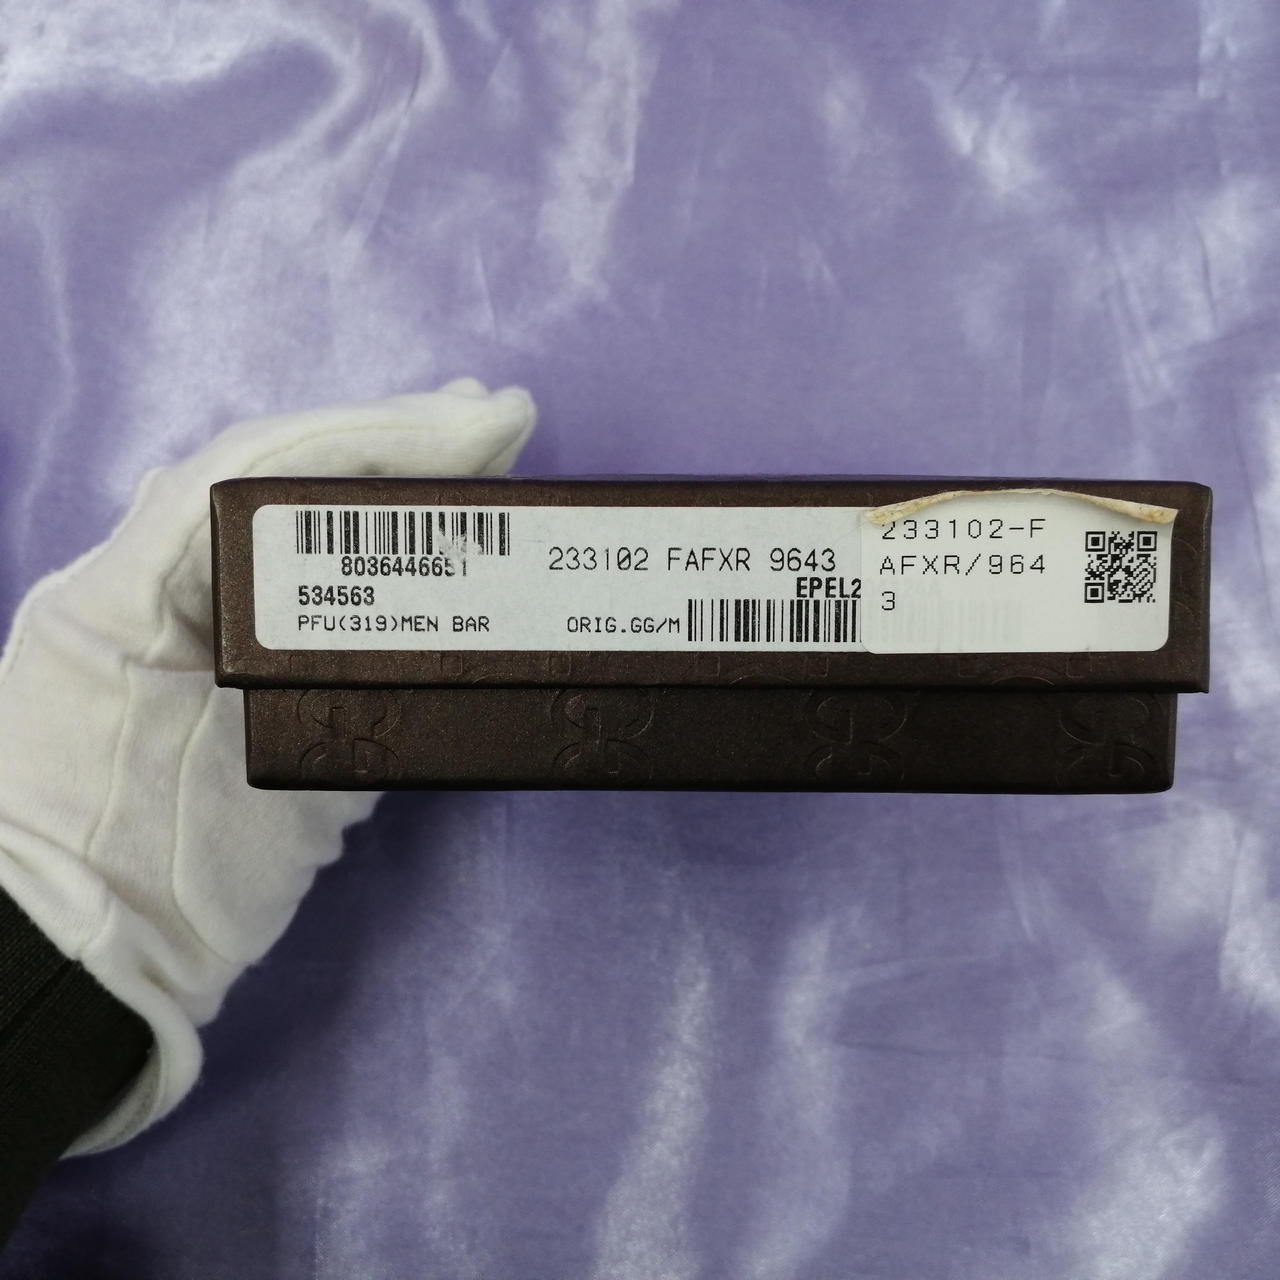 8036446651
534563
PFU(319)MEN BAR
233102 FAFXR 9643
EPEL2
ORIG.GG/M
233102-F
AFXR/964
3